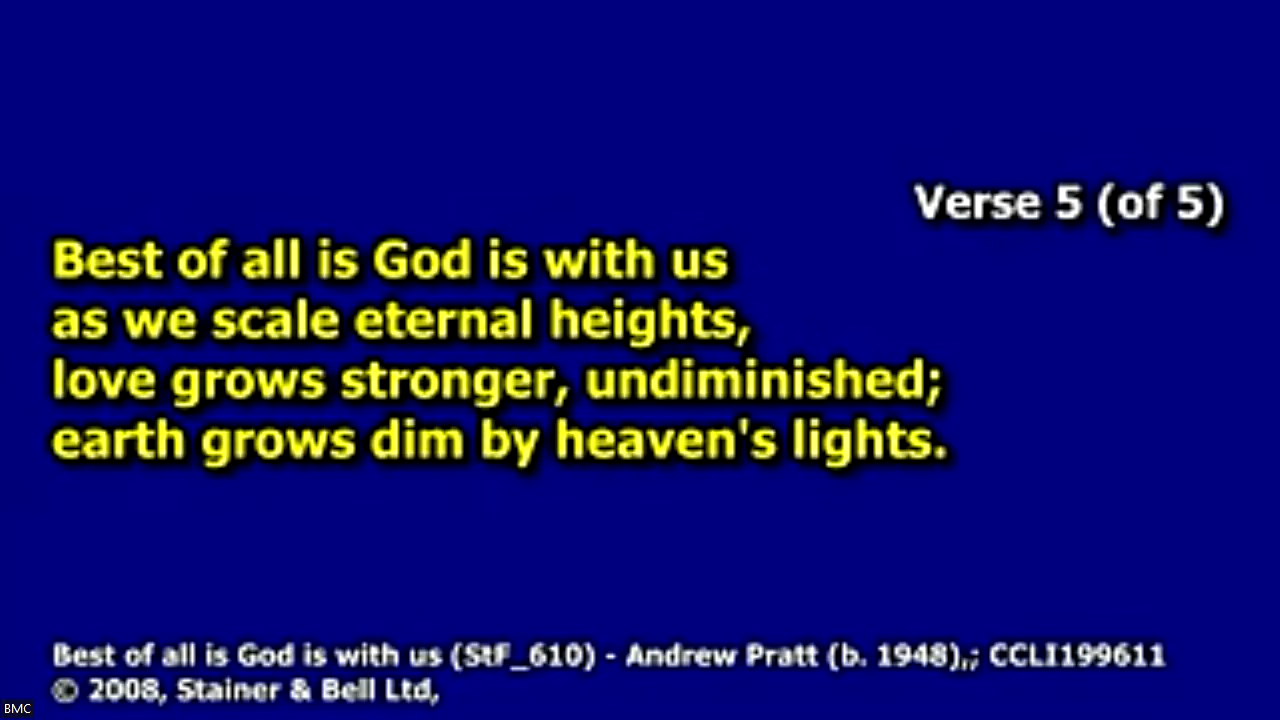 Verse 5 (of 5)
Best of all is God is with us
as we scale eternal heights,
love grows stronger, undiminished;
earth grows dim by heaven's lights.
Best of all is God is with us (StF_610) - Andrew Pratt (b. 1948),; CCLI199611
© 2008, Stainer & Bell Ltd,
BMC